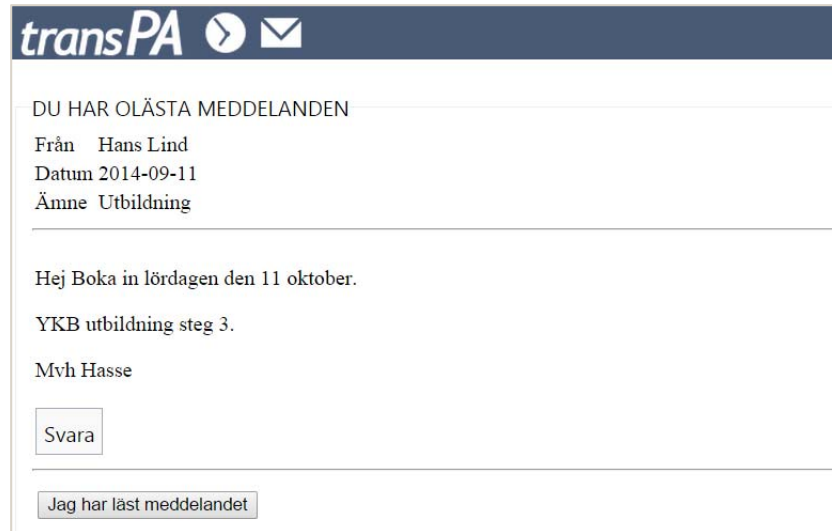 transPA
DU HAR OLÄSTA MEDDELANDEN
Från Hans Lind
Datum 2014-09-11
Ämne Utbildning
Hej Boka in lördagen den 11 oktober.
YKB utbildning steg 3.
Mvh Hasse
Svara
Jag har läst meddelandet